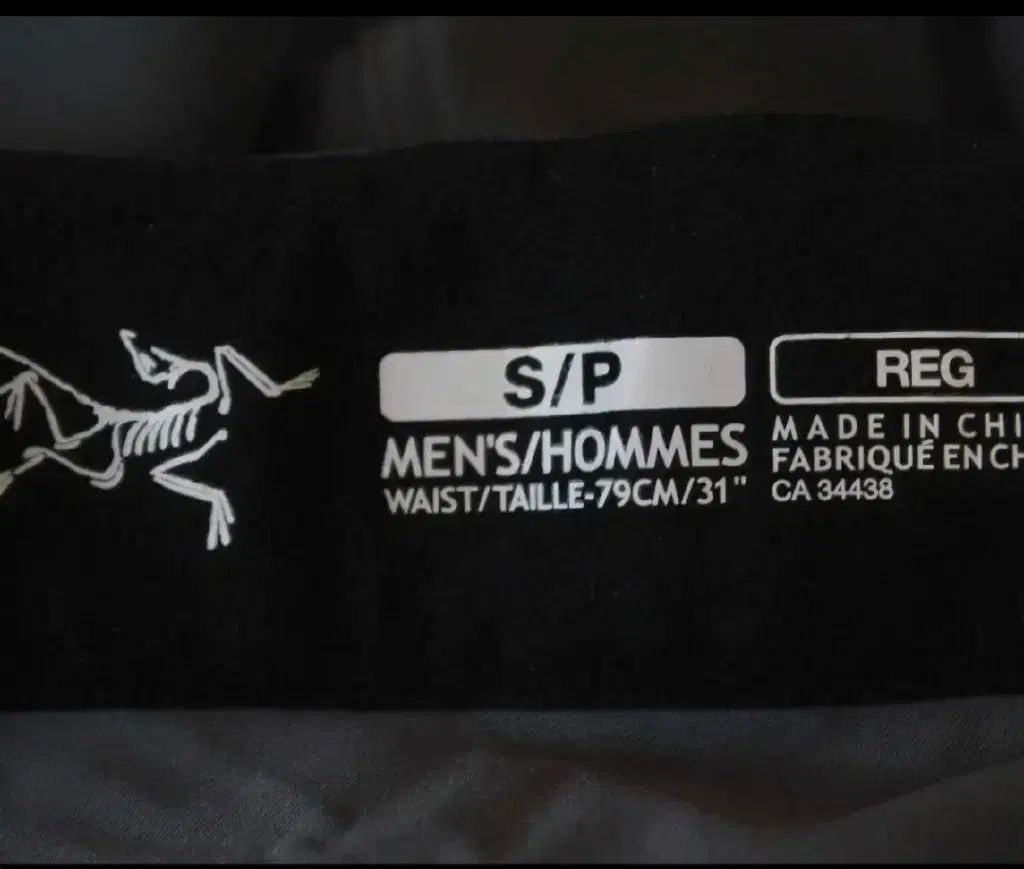 S/P
MEN'S/HOMMES
WAIST/TAILLE-79CM/31"
REG
MADE IN CHI
FABRIQUÉ EN CH
CA 34438